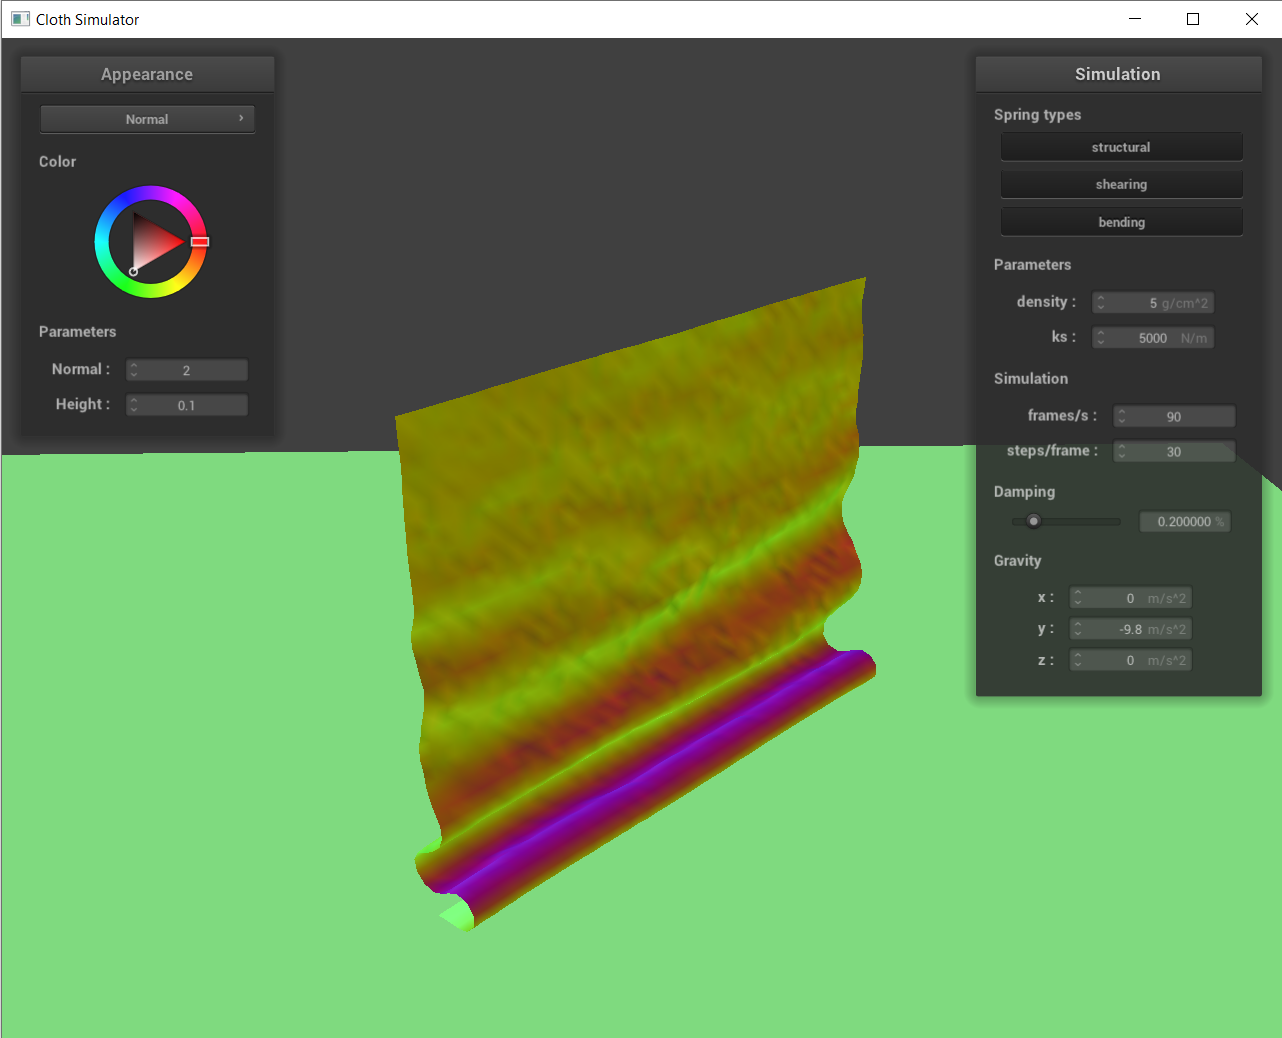 Cloth Simulator
Appearance
Normal
Color
Parameters
Normal : 2
Height : 0.1
Simulation
Spring types
structural
shearing
bending
Parameters
density : 5 g/cm^2
ks : 5000 N/m
Simulation
frames/s : 90
steps/frame : 30
Damping
0.200000 %
Gravity
x : 0 m/s^2
y : -9.8 m/s^2
z : 0 m/s^2